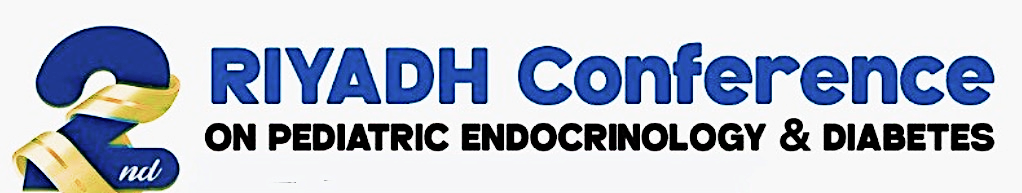 2nd
RIYADH Conference
ON PEDIATRIC ENDOCRINOLOGY & DIABETES